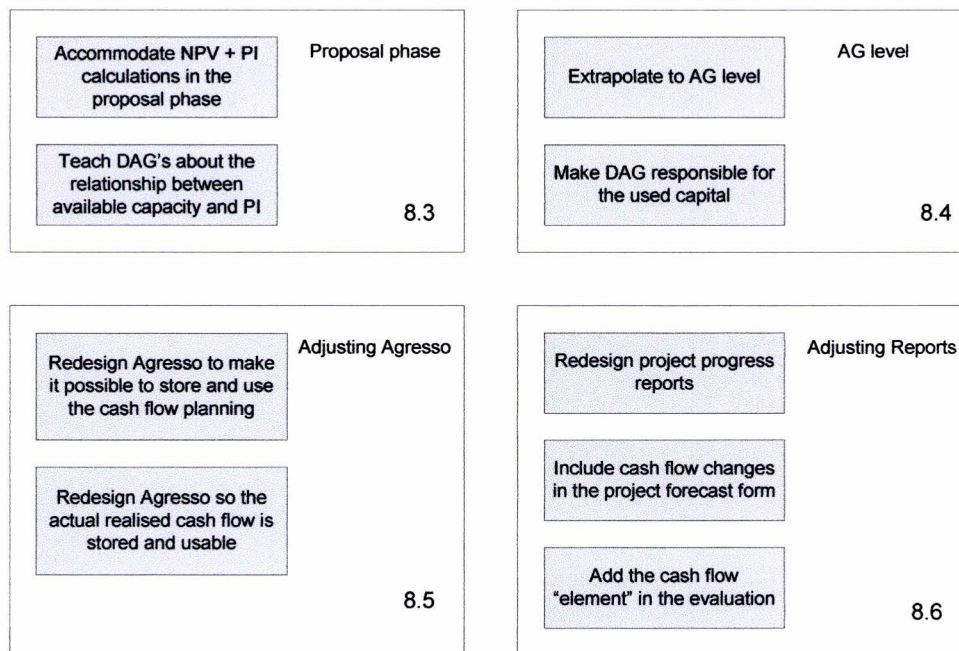 Accommodate NPV + PI
calculations in the
proposal phase
Proposal phase
Teach DAG's about the
relationship between
available capacity and PI
8.3
Extrapolate to AG level
AG level
Make DAG responsible for
the used capital
8.4
Redesign Agresso to make
it possible to store and use
the cash flow planning
Adjusting Agresso
Redesign Agresso so the
actual realised cash flow is
stored and usable
8.5
Redesign project progress
reports
Adjusting Reports
Include cash flow changes
in the project forecast form
Add the cash flow
“element” in the evaluation
8.6